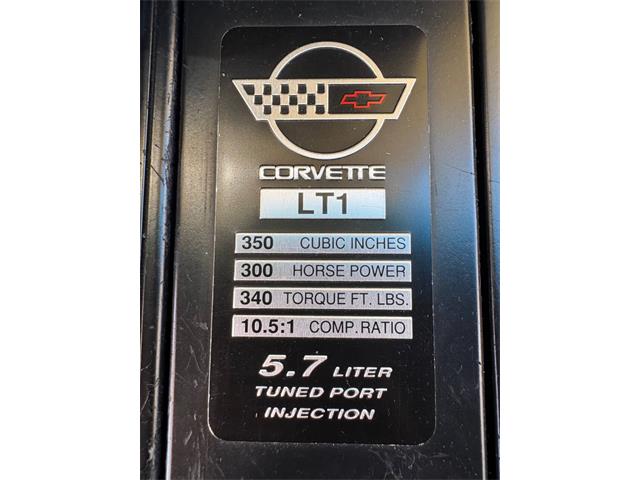 CORVETTE
LT1
350 CUBIC INCHES
300 HORSE POWER
340 TORQUE FT. LBS.
10.5:1 COMP. RATIO
5.7 LITER
TUNED PORT
INJECTION